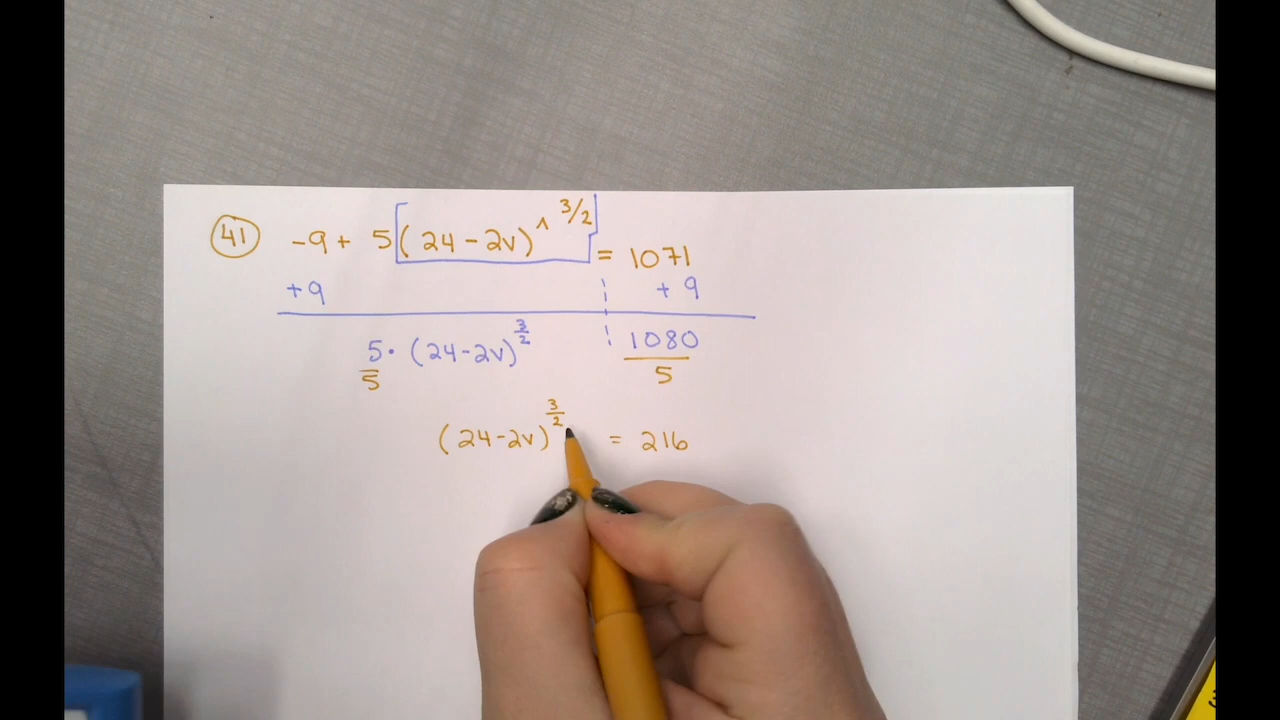 41 -9 + 5(24-2v)^3/2 = 1071
+9 +9
5·(24-2v)^3/2 1080
5 5
(24-2v)^3/2 = 216